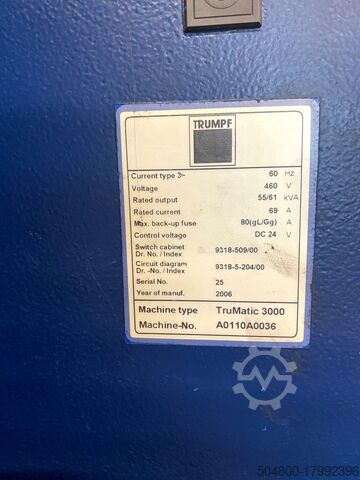 TRUMPF
Current type 3~ 60 Hz
Voltage 460 V
Rated output 55/61 kVA
Rated current 69 A
Max. back-up fuse 80(gL/Gg) A
Control voltage DC 24 V
Switch cabinet
Dr. No. / Index 9318-509/00
Circuit diagram
Dr. -No. / Index 9318-5-204/00
Serial No. 25
Year of manuf. 2006
Machine type TruMatic 3000
Machine-No. A0110A0036
504800-17992396